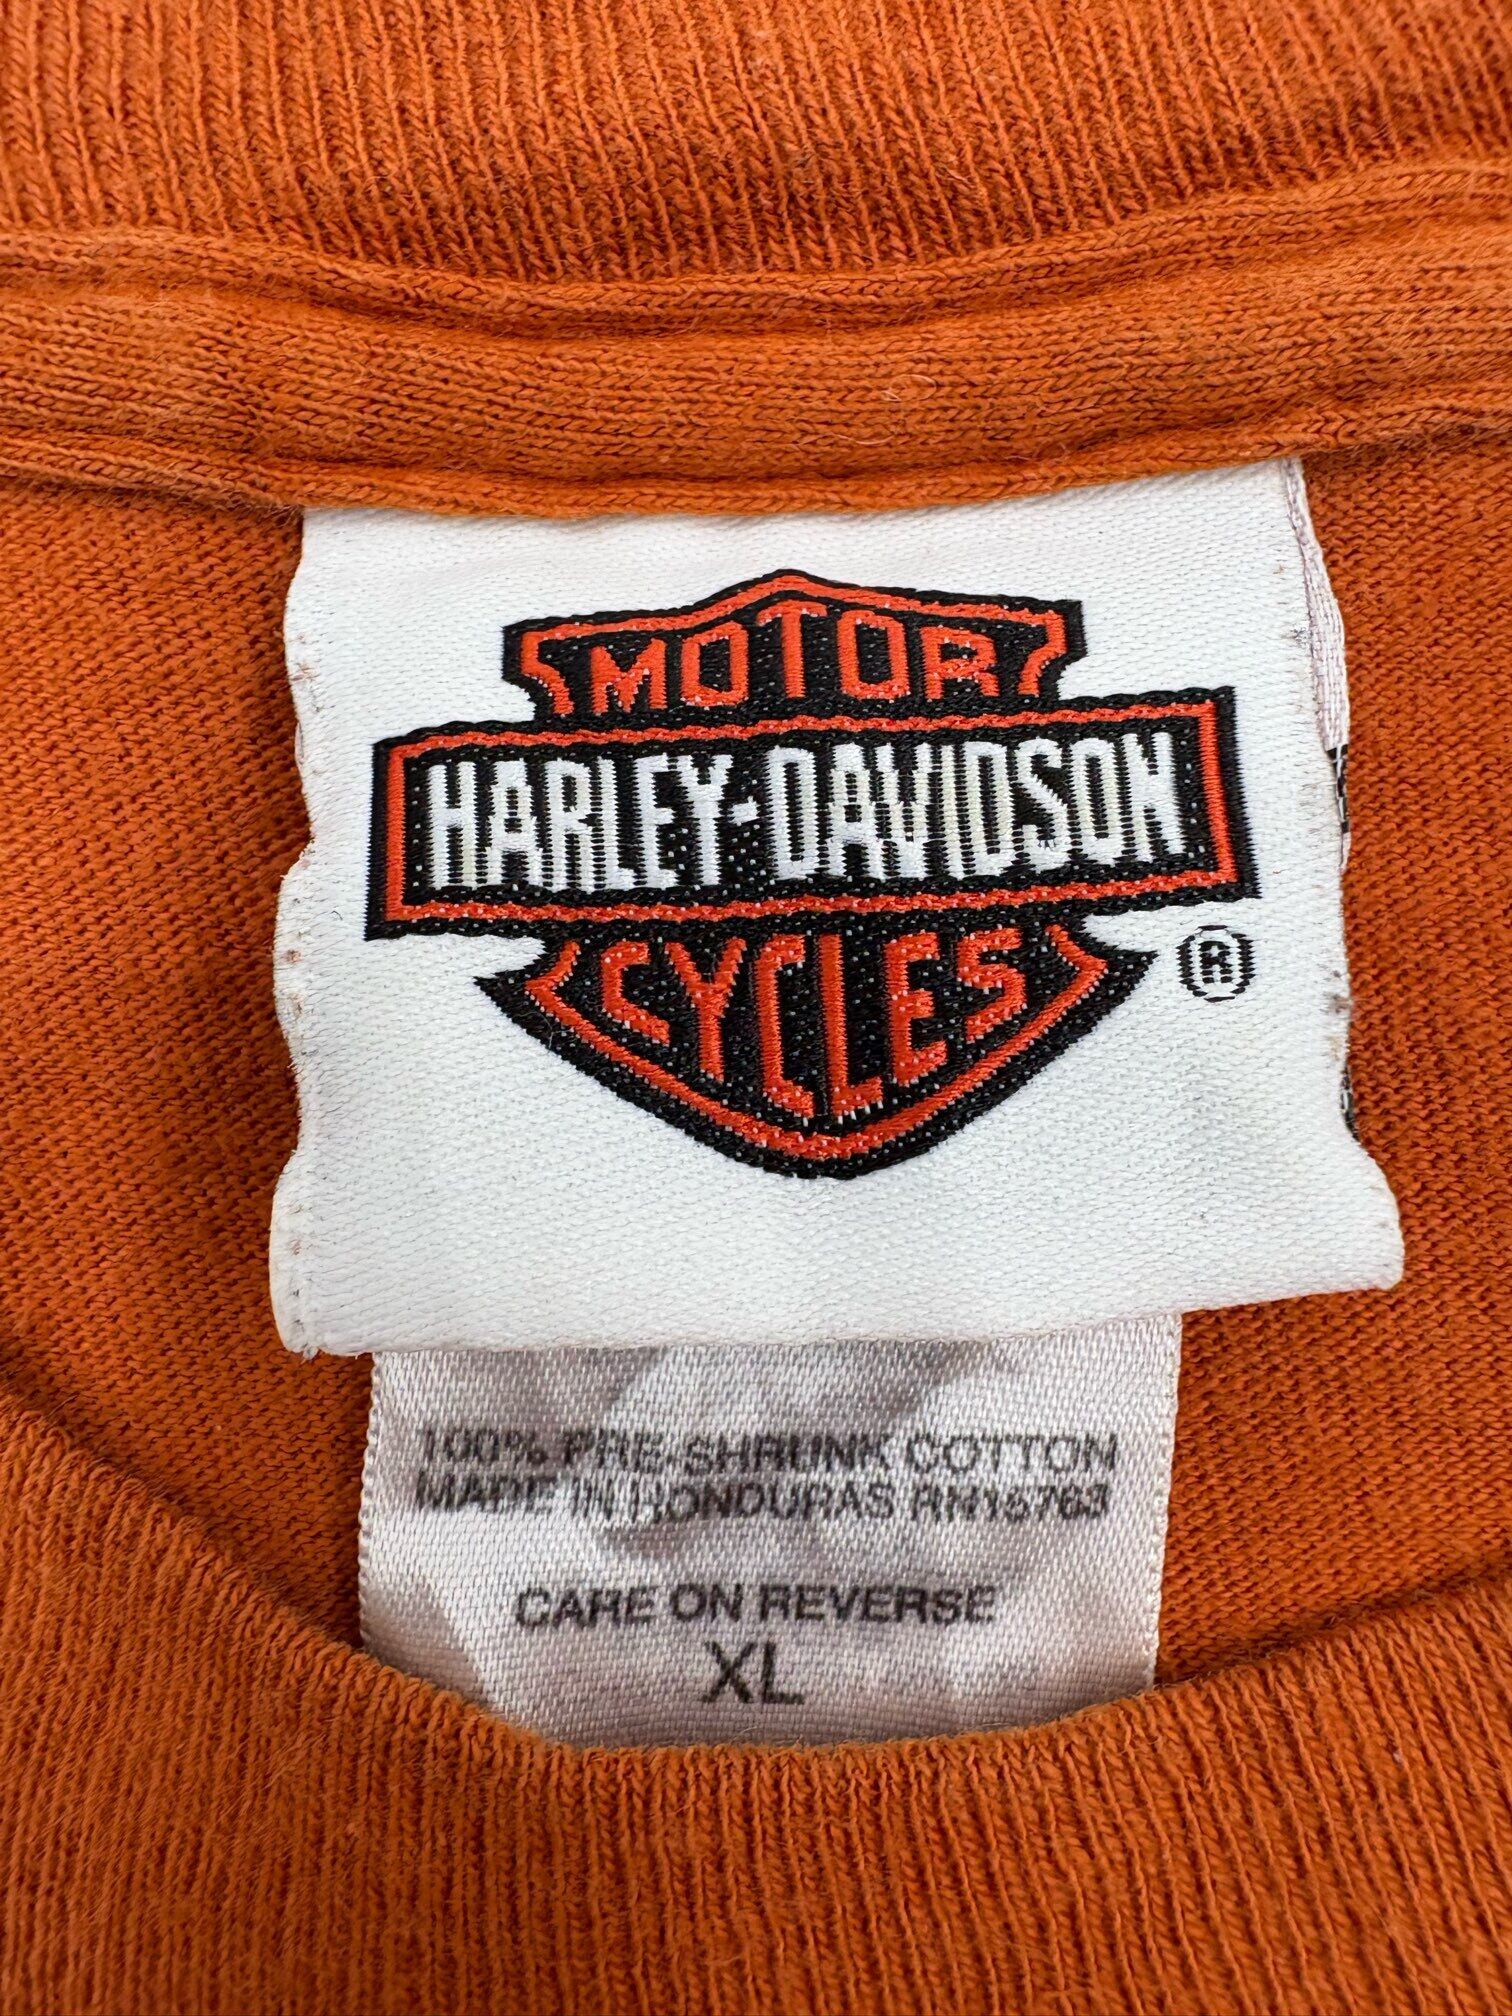 MOTOR
HARLEY-DAVIDSON
CYCLES
®
100% PRE-SHRUNK COTTON
MADE IN HONDURAS RN15763
CARE ON REVERSE
XL